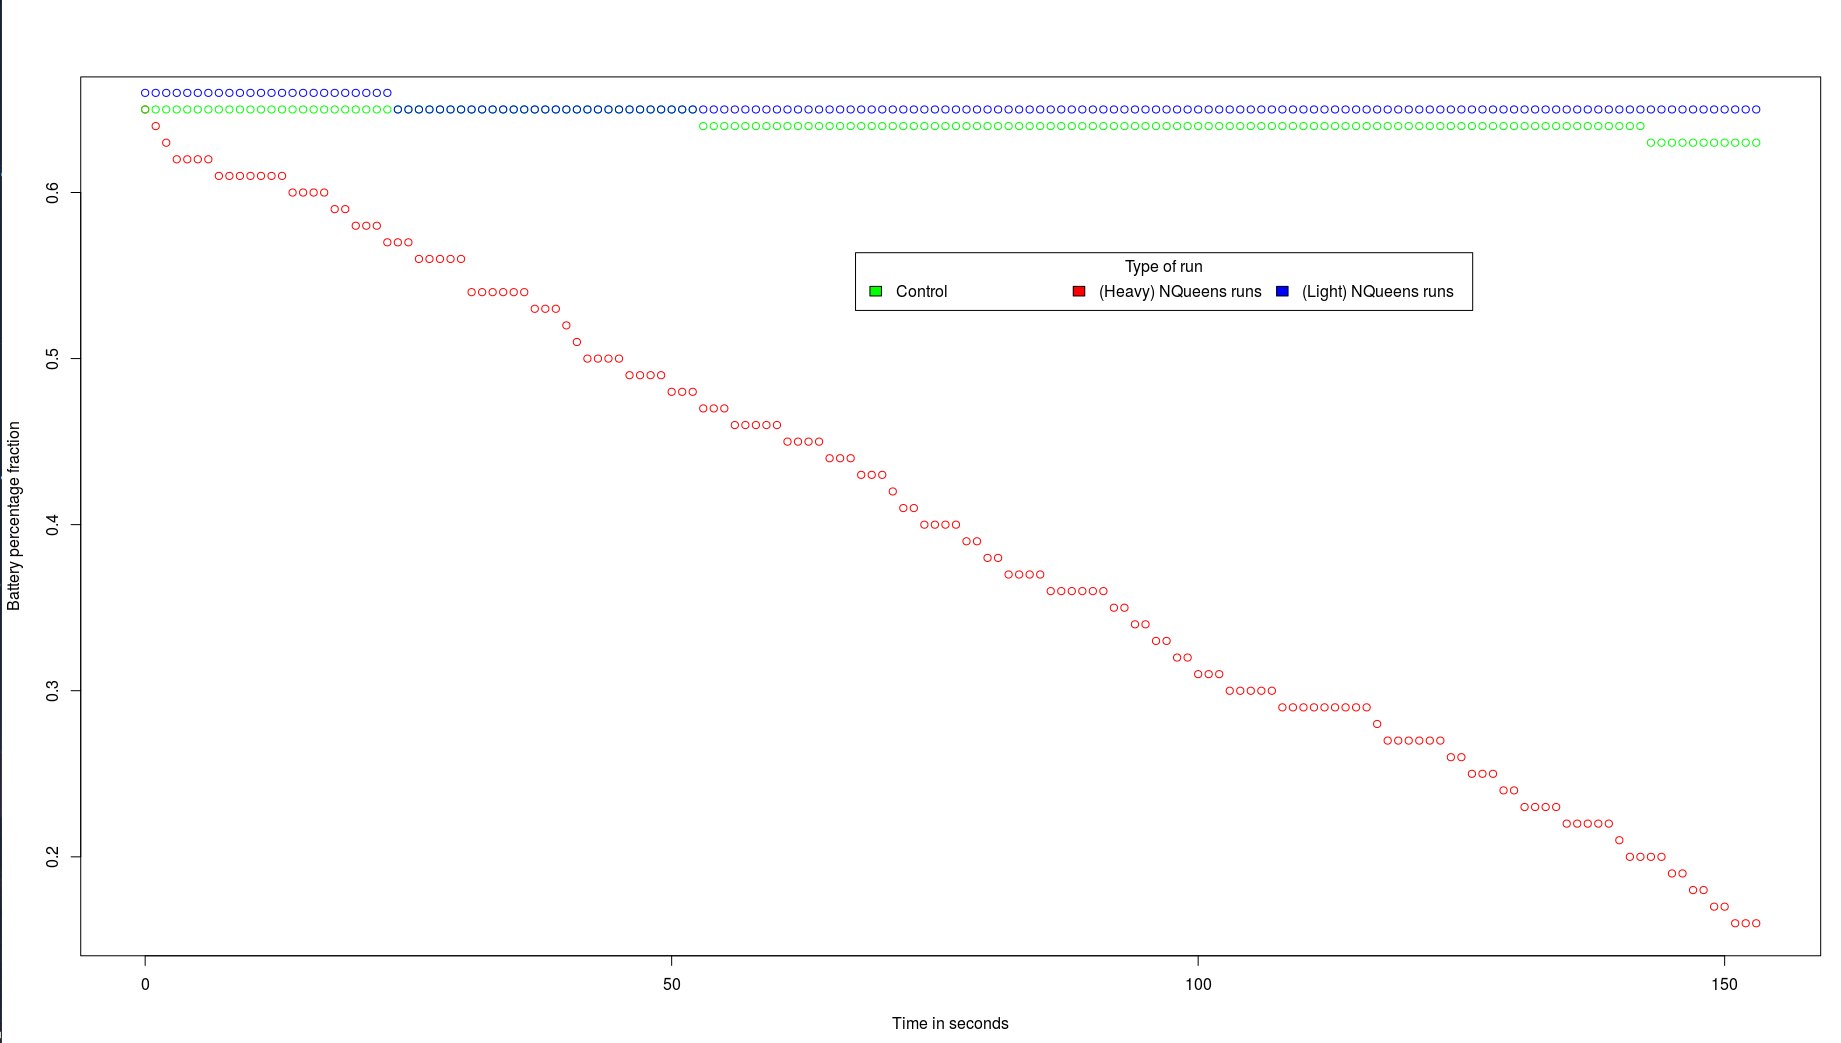 Type of run
Control (Heavy) NQueens runs (Light) NQueens runs
Battery percentage fraction
0.6
0.5
0.4
0.3
0.2
0 50 100 150
Time in seconds